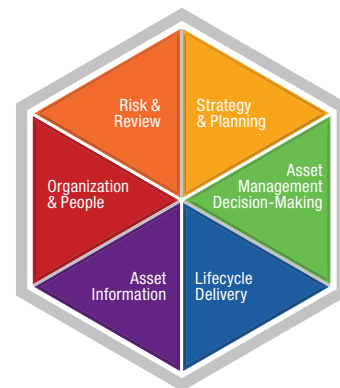 Risk &
Review
Strategy
& Planning
Asset
Management
Decision-Making
Organization
& People
Asset
Information
Lifecycle
Delivery